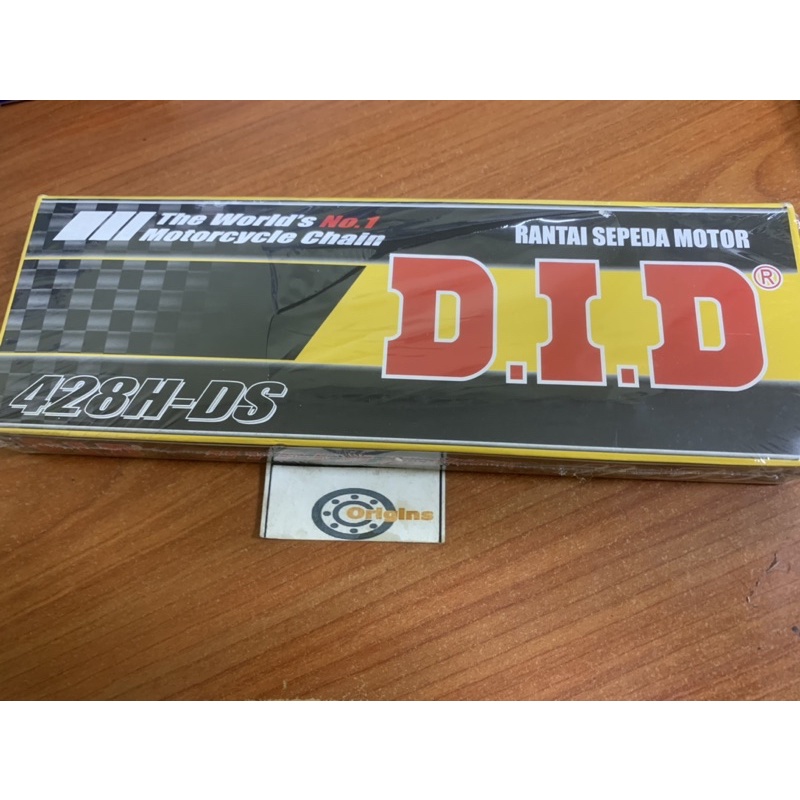 The World's No.1
Motorcycle Chain
RANTAI SEPEDA MOTOR
D.I.D®
428H-DS
Origins